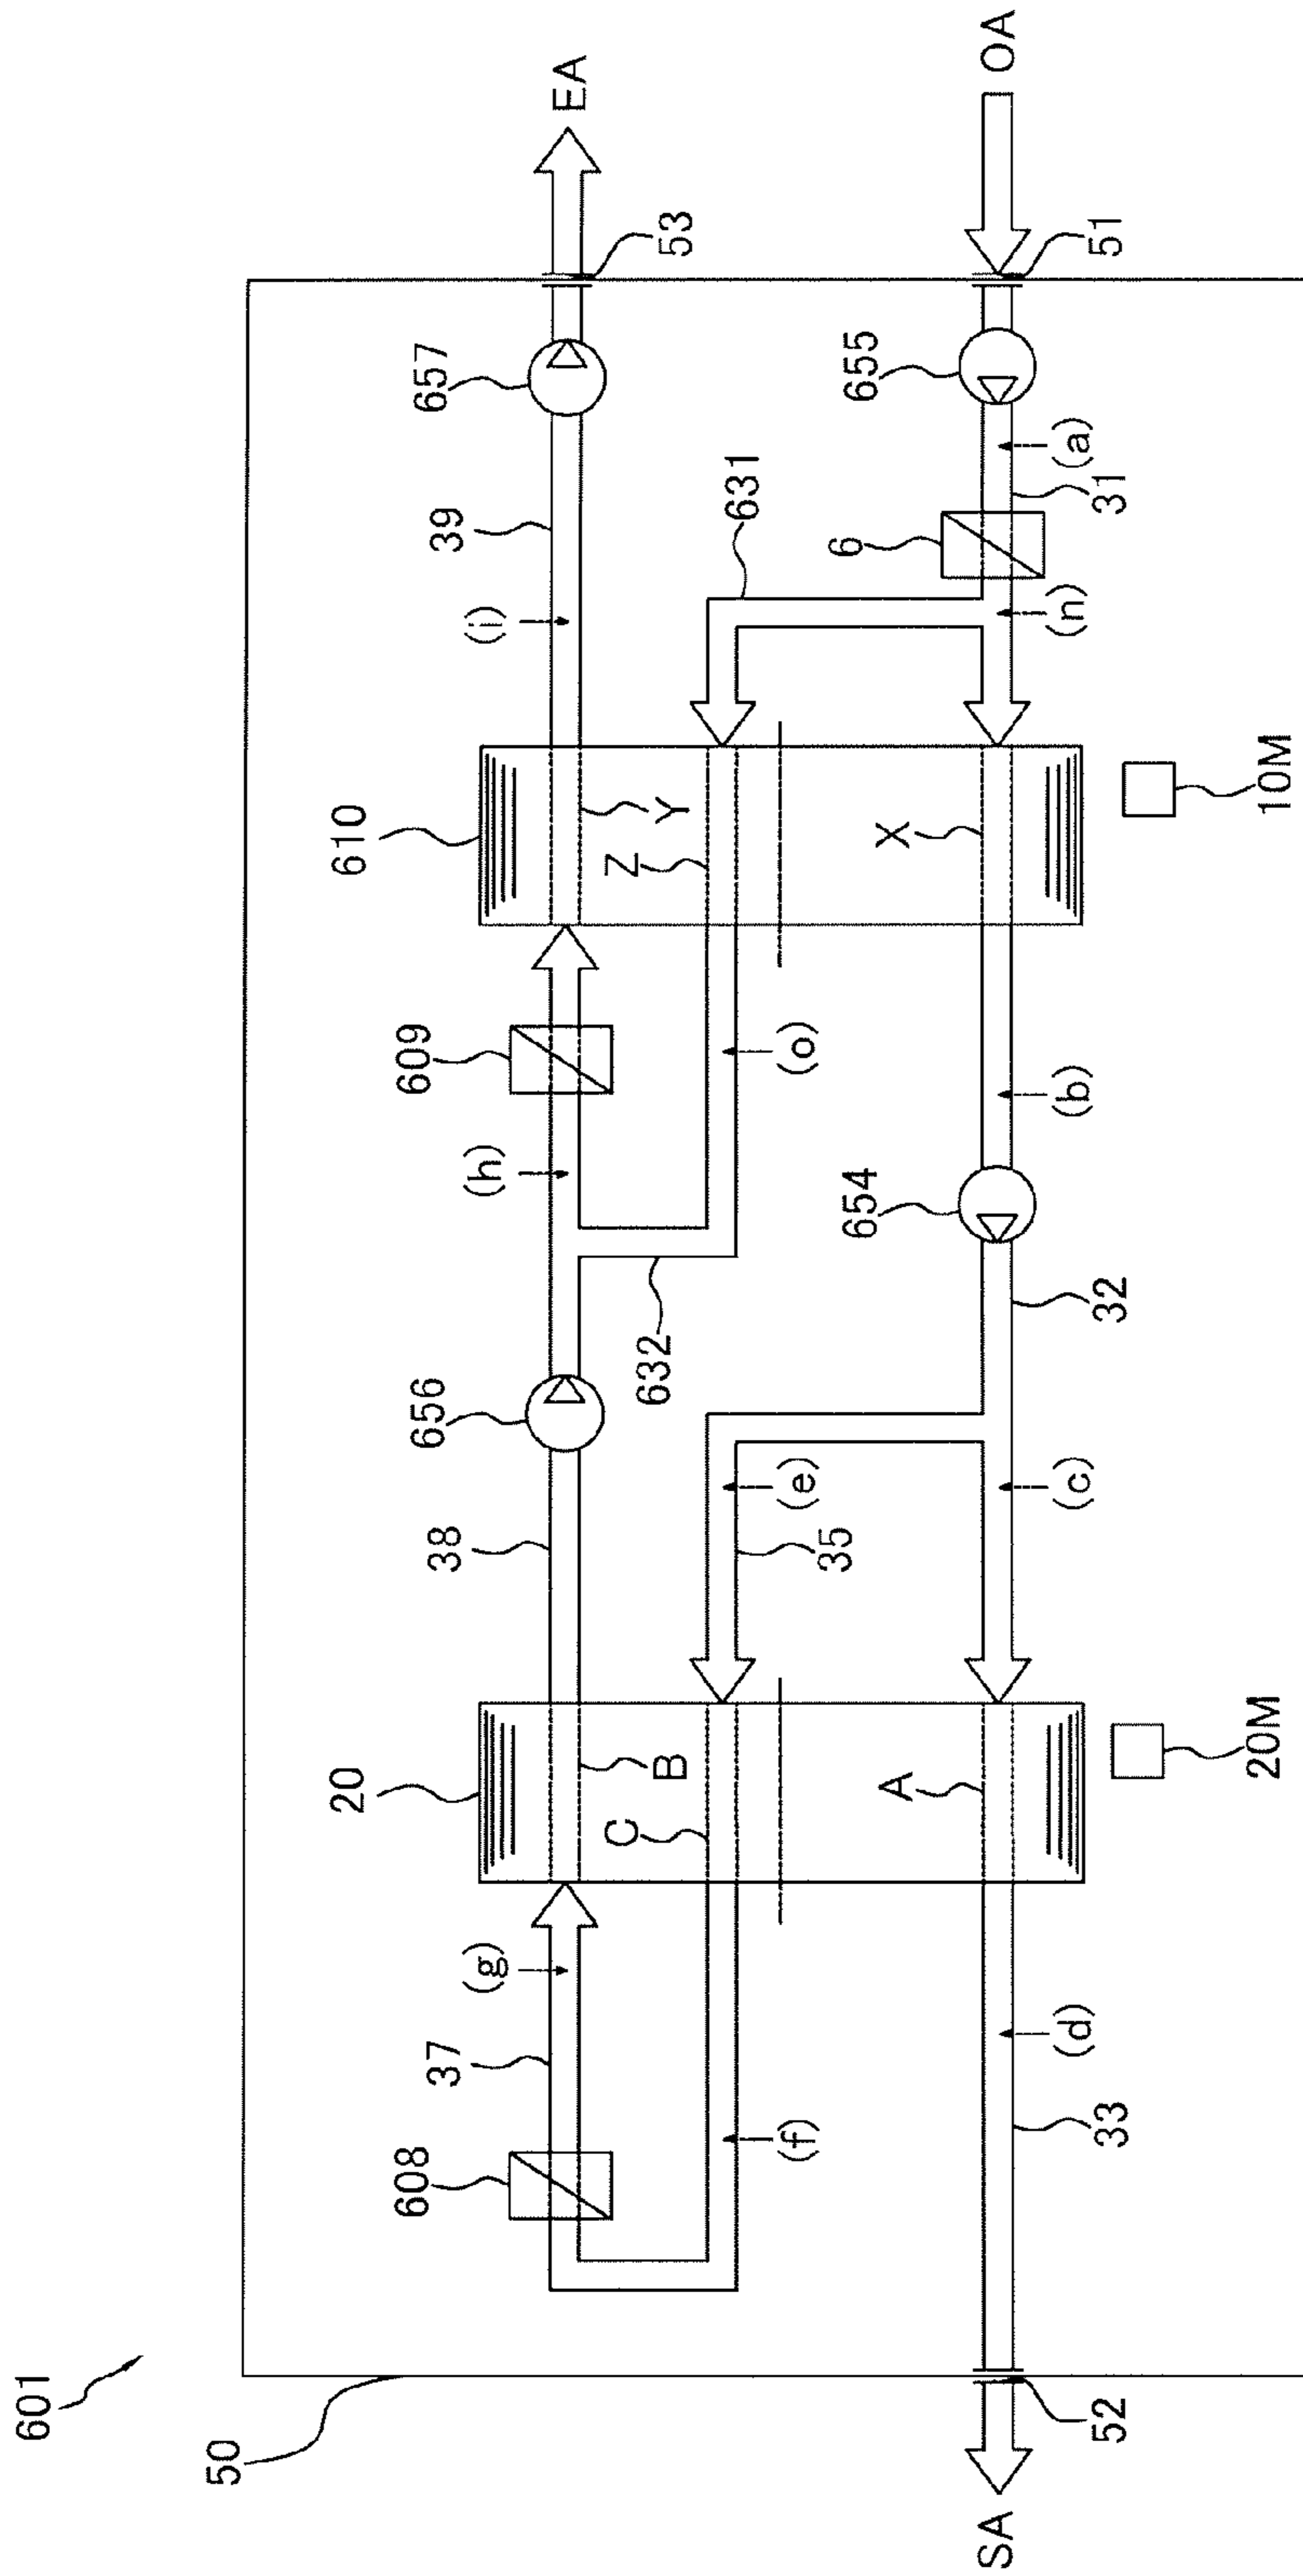 601
50
EA
OA
53
51
657
655
39
(i)
631
6
(a)
31
(n)
610
Y
Z
X
10M
609
(h)
(o)
(b)
654
632
32
656
38
(e)
35
(c)
20
B
C
A
20M
(g)
37
608
(f)
(d)
33
52
SA